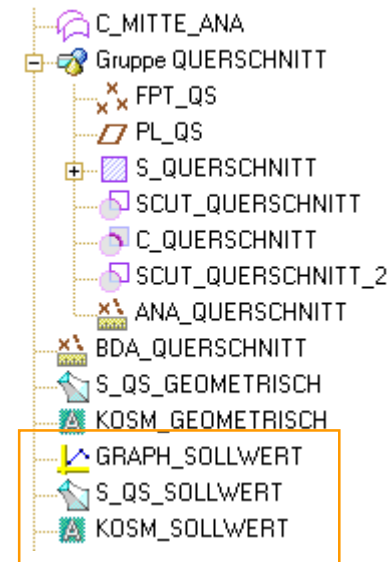 C_MITTE_ANA
Gruppe QUERSCHNITT
FPT_QS
PL_QS
S_QUERSCHNITT
SCUT_QUERSCHNITT
C_QUERSCHNITT
SCUT_QUERSCHNITT_2
ANA_QUERSCHNITT
BDA_QUERSCHNITT
S_QS_GEOMETRISCH
KOSM_GEOMETRISCH
GRAPH_SOLLWERT
S_QS_SOLLWERT
KOSM_SOLLWERT